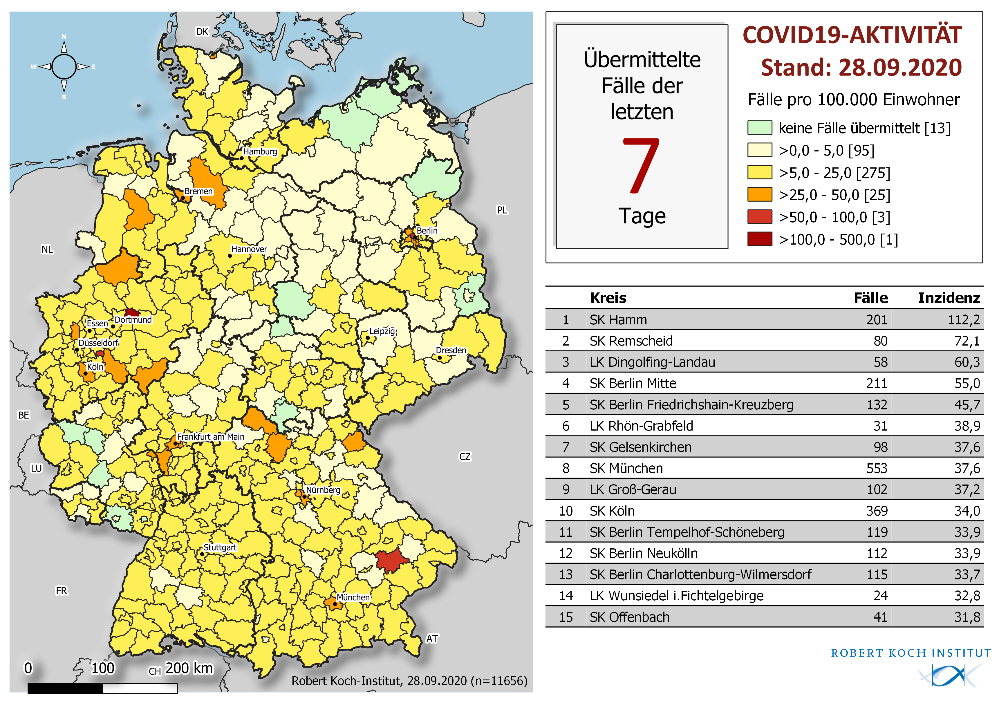 N
W
E
S
DK
PL
NL
BE
LU
FR
CZ
AT
CH
Hamburg
Bremen
Berlin
Hannover
Essen
Dortmund
Düsseldorf
Leipzig
Dresden
Köln
Frankfurt am Main
Nürnberg
Stuttgart
München
0 100 200 km
Robert Koch-Institut, 28.09.2020 (n=11656)
Übermittelte
Fälle der
letzten
7
Tage
COVID19-AKTIVITÄT
Stand: 28.09.2020
Fälle pro 100.000 Einwohner
keine Fälle übermittelt [13]
>0,0 - 5,0 [95]
>5,0 - 25,0 [275]
>25,0 - 50,0 [25]
>50,0 - 100,0 [3]
>100,0 - 500,0 [1]
Kreis Fälle Inzidenz
1 SK Hamm 201 112,2
2 SK Remscheid 80 72,1
3 LK Dingolfing-Landau 58 60,3
4 SK Berlin Mitte 211 55,0
5 SK Berlin Friedrichshain-Kreuzberg 132 45,7
6 LK Rhön-Grabfeld 31 38,9
7 SK Gelsenkirchen 98 37,6
8 SK München 553 37,6
9 LK Groß-Gerau 102 37,2
10 SK Köln 369 34,0
11 SK Berlin Tempelhof-Schöneberg 119 33,9
12 SK Berlin Neukölln 112 33,9
13 SK Berlin Charlottenburg-Wilmersdorf 115 33,7
14 LK Wunsiedel i.Fichtelgebirge 24 32,8
15 SK Offenbach 41 31,8
ROBERT KOCH INSTITUT